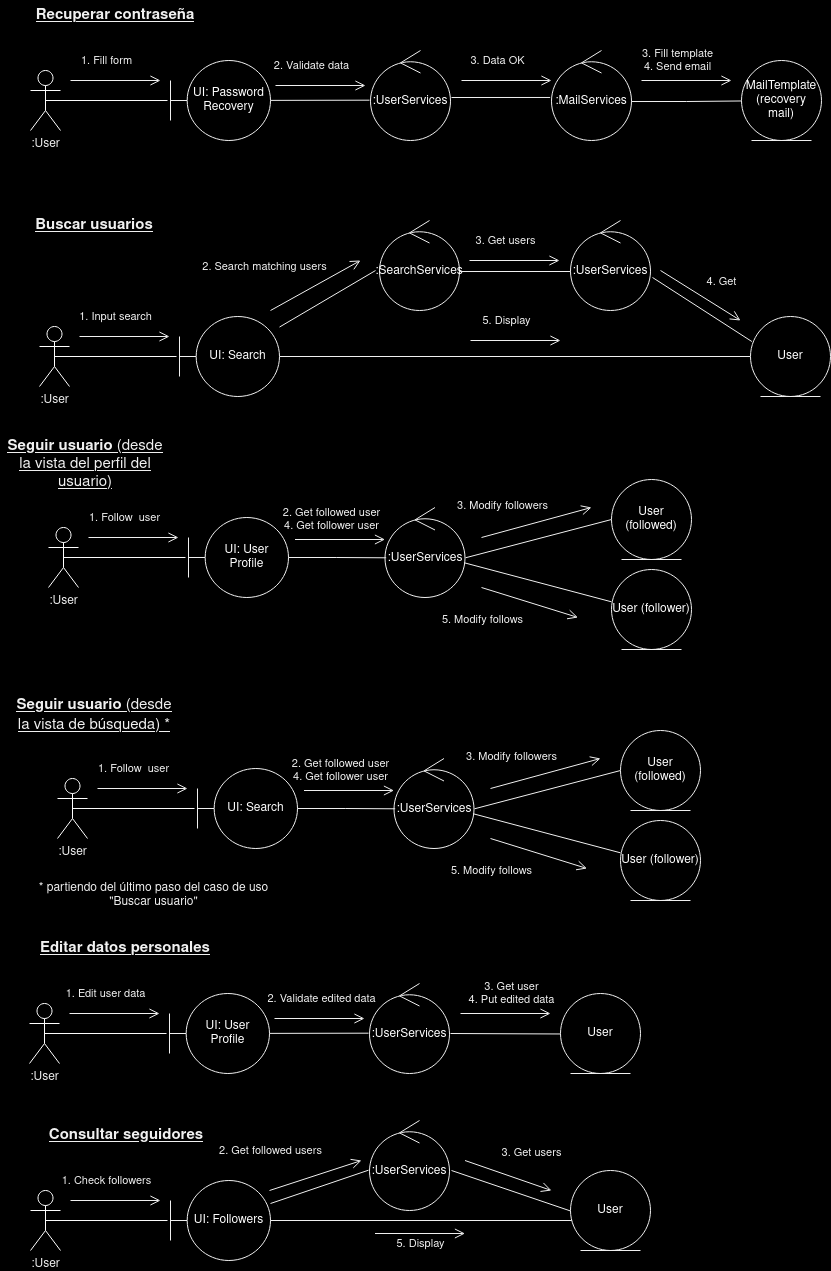 Recuperar contraseña
1. Fill form
2. Validate data
3. Data OK
3. Fill template
4. Send email
UI: Password
Recovery
:UserServices
:MailServices
MailTemplate
(recovery
mail)
:User
Buscar usuarios
2. Search matching users
:SearchServices
3. Get users
:UserServices
4. Get
1. Input search
5. Display
UI: Search
User
:User
Seguir usuario (desde
la vista del perfil del
usuario)
1. Follow  user
2. Get followed user
4. Get follower user
3. Modify followers
User
(followed)
UI: User
Profile
:UserServices
:User
User (follower)
5. Modify follows
Seguir usuario (desde
la vista de búsqueda) *
1. Follow  user
2. Get followed user
4. Get follower user
3. Modify followers
User
(followed)
UI: Search
:UserServices
:User
User (follower)
5. Modify follows
* partiendo del último paso del caso de uso
"Buscar usuario"
Editar datos personales
1. Edit user data
2. Validate edited data
3. Get user
4. Put edited data
UI: User
Profile
:UserServices
User
:User
Consultar seguidores
2. Get followed users
:UserServices
3. Get users
1. Check followers
UI: Followers
User
5. Display
:User